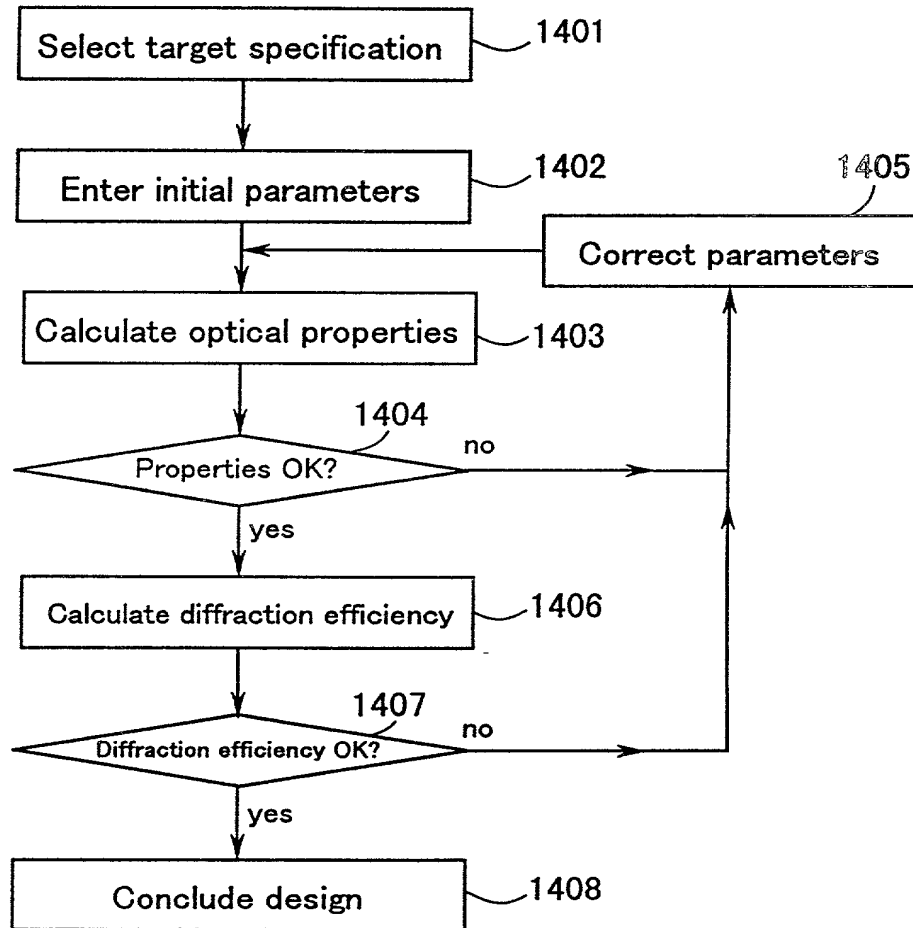 Select target specification
1401
Enter initial parameters
1402
1405
Correct parameters
Calculate optical properties
1403
1404
Properties OK?
no
yes
Calculate diffraction efficiency
1406
1407
Diffraction efficiency OK?
no
yes
Conclude design
1408